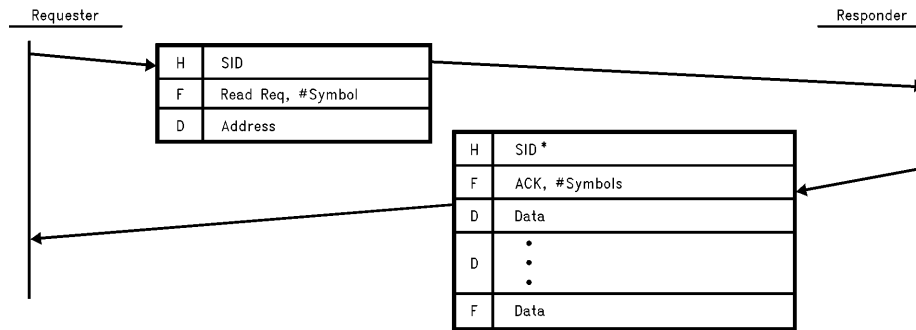 Requester
Responder
H SID
F Read Req, #Symbol
D Address
H SID*
F ACK, #Symbols
D Data
D
F Data